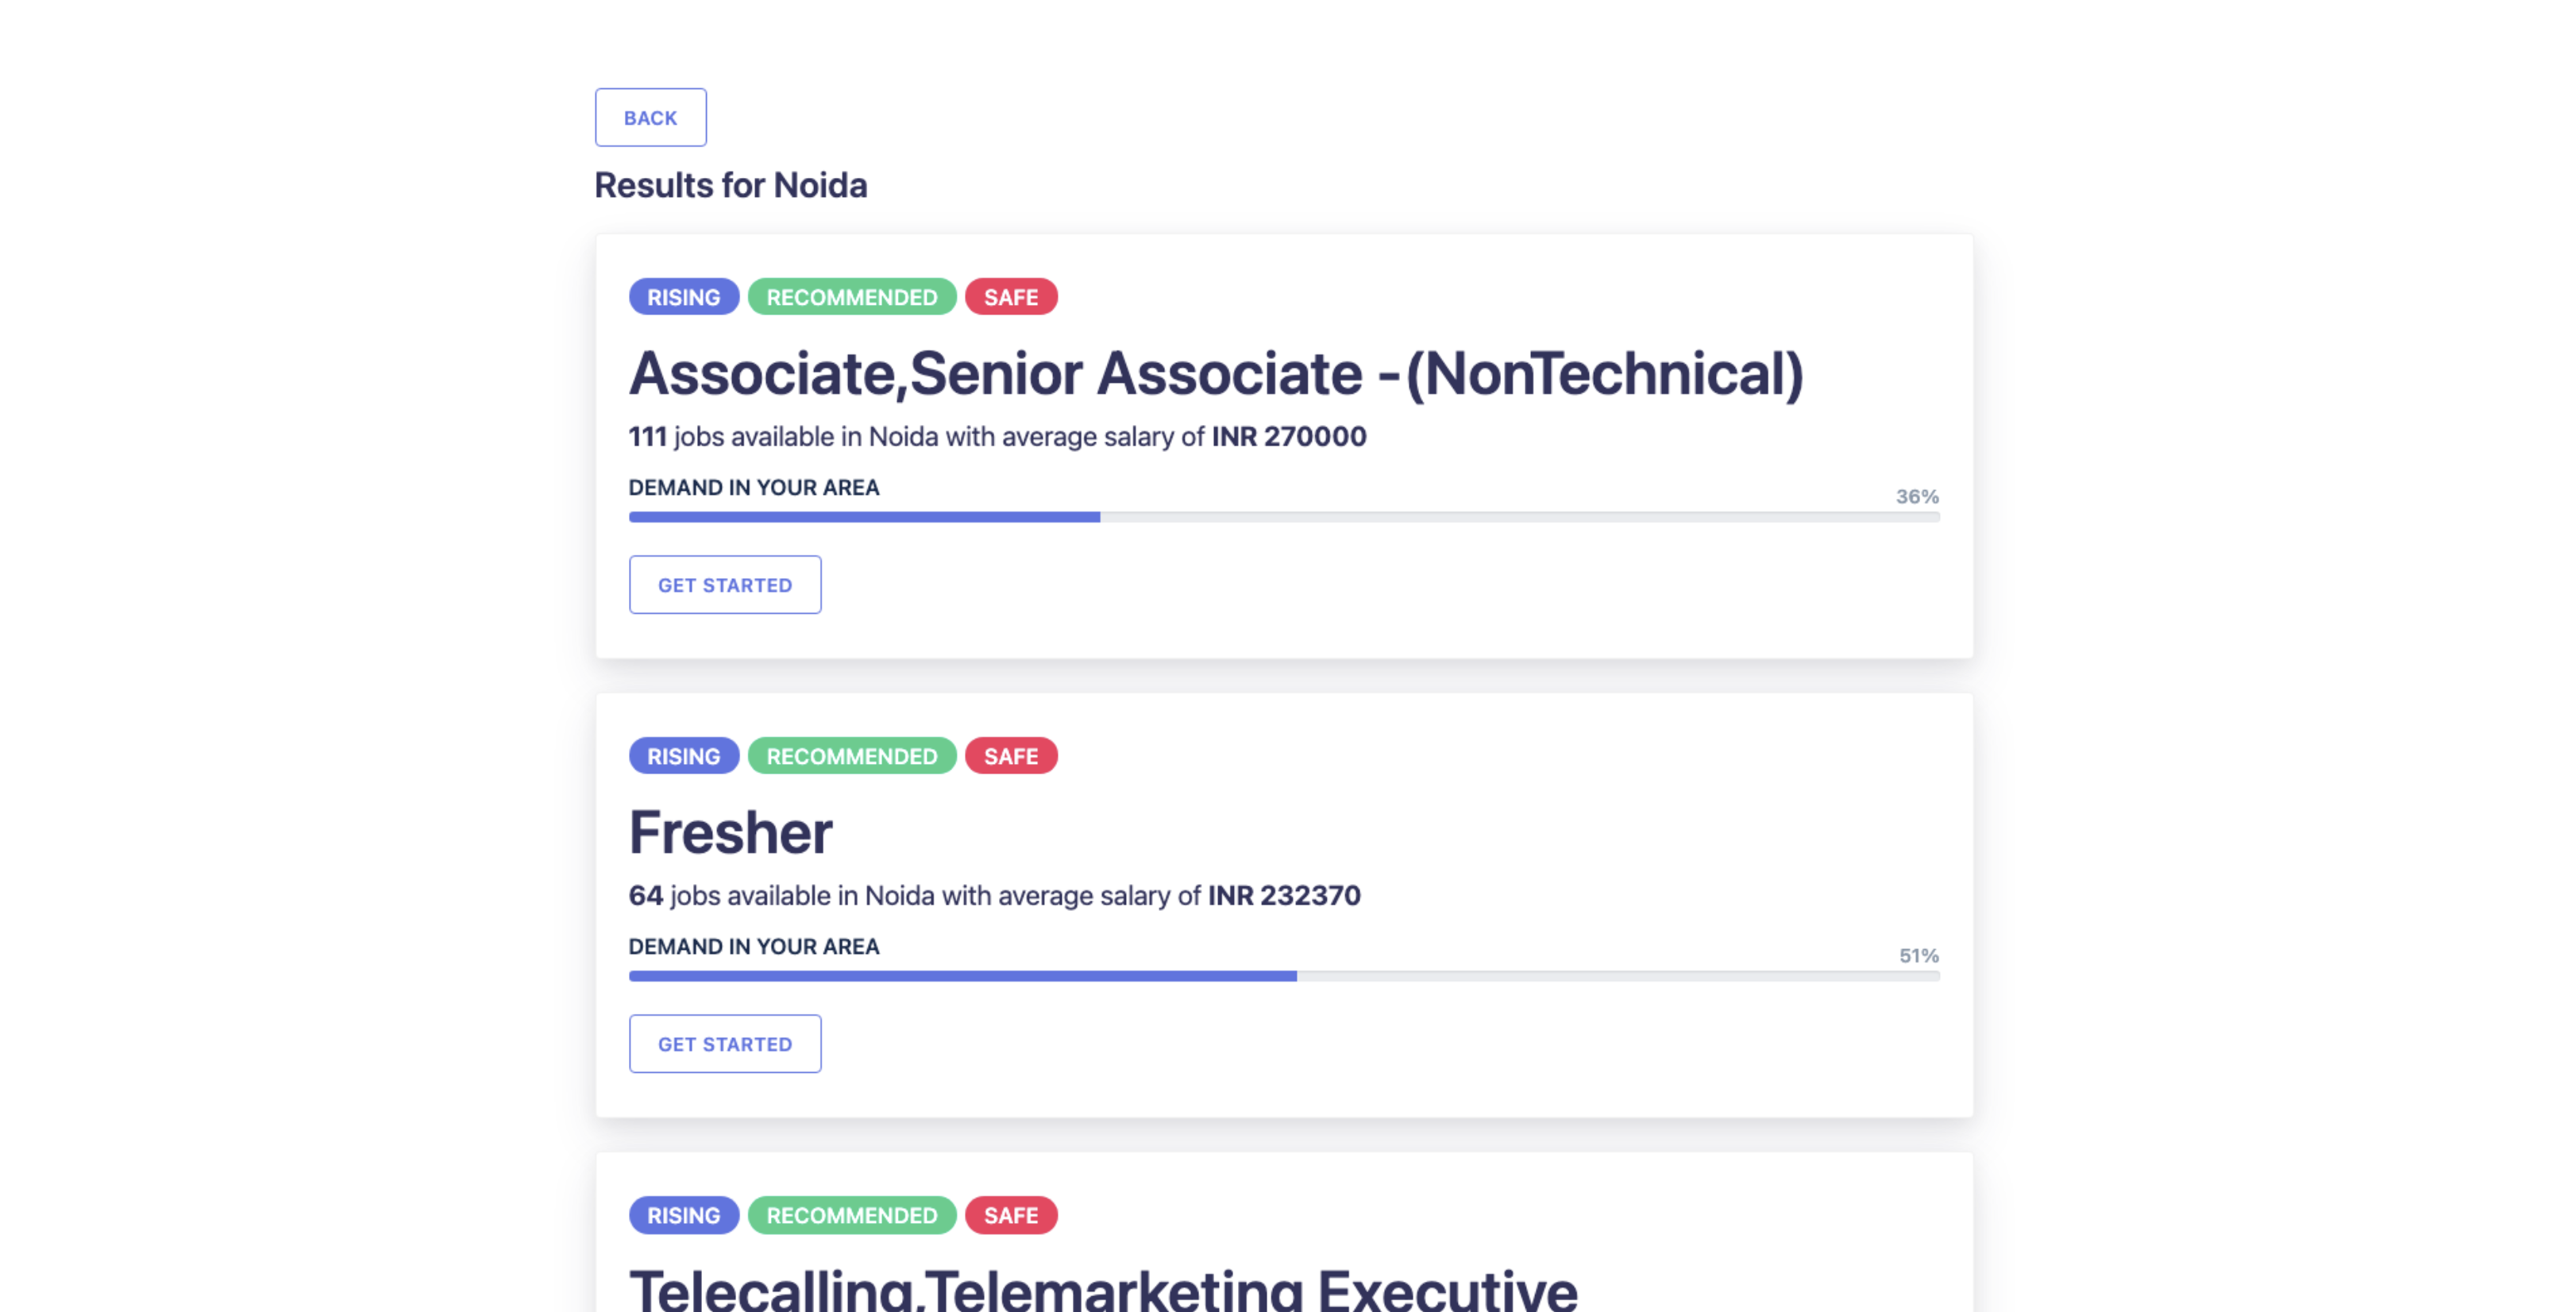 BACK
Results for Noida
RISING RECOMMENDED SAFE
Associate,Senior Associate -(NonTechnical)
111 jobs available in Noida with average salary of INR 270000
DEMAND IN YOUR AREA
36%
GET STARTED
RISING RECOMMENDED SAFE
Fresher
64 jobs available in Noida with average salary of INR 232370
DEMAND IN YOUR AREA
51%
GET STARTED
RISING RECOMMENDED SAFE
Telecalling,Telemarketing Executive